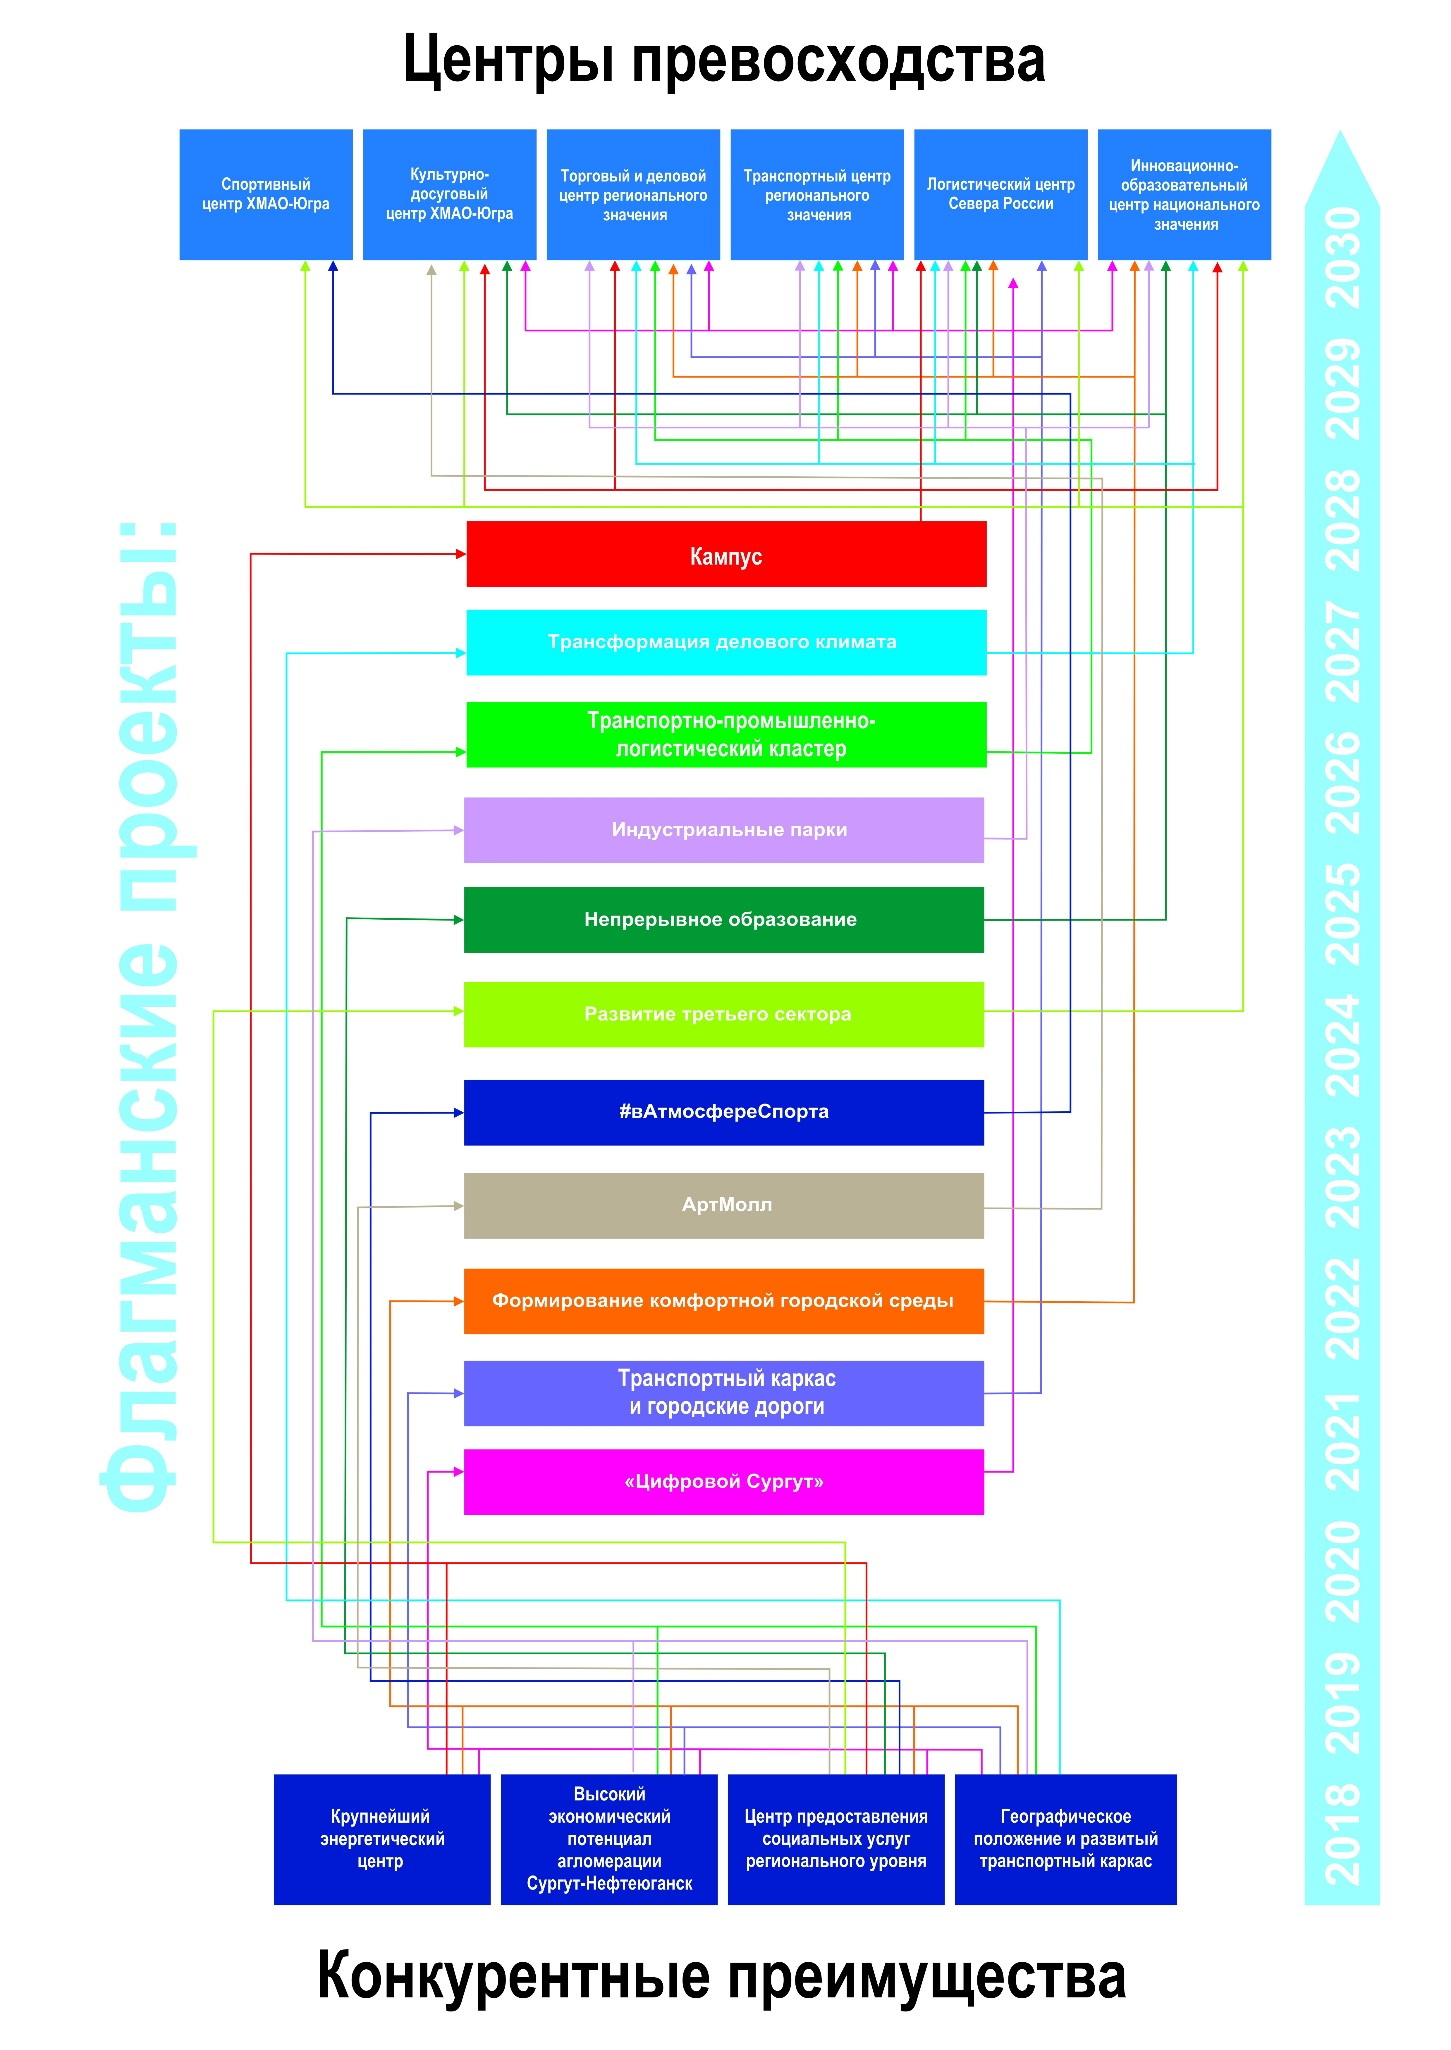 Центры превосходства
Спортивный
центр ХМАО-Югра
Культурно-
досуговый
центр ХМАО-Югра
Торговый и деловой
центр регионального
значения
Транспортный центр
регионального
значения
Логистический центр
Севера России
Инновационно-
образовательный
центр национального
значения
Флагманские проекты:
Кампус
Трансформация делового климата
Транспортно-промышленно-
логистический кластер
Индустриальные парки
Непрерывное образование
Развитие третьего сектора
#вАтмосфереСпорта
АртМолл
Формирование комфортной городской среды
Транспортный каркас
и городские дороги
«Цифровой Сургут»
Крупнейший
энергетический
центр
Высокий
экономический
потенциал
агломерации
Сургут-Нефтеюганск
Центр предоставления
социальных услуг
регионального уровня
Географическое
положение и развитый
транспортный каркас
Конкурентные преимущества
2018 2019 2020 2021 2022 2023 2024 2025 2026 2027 2028 2029 2030